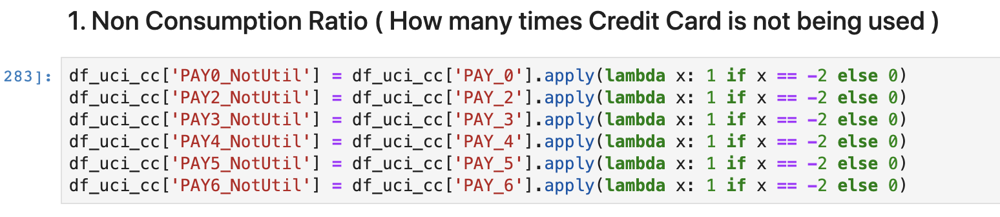 1. Non Consumption Ratio ( How many times Credit Card is not being used )
283]: df_uci_cc['PAY0_NotUtil'] = df_uci_cc['PAY_0'].apply(lambda x: 1 if x == -2 else 0)
df_uci_cc['PAY2_NotUtil'] = df_uci_cc['PAY_2'].apply(lambda x: 1 if x == -2 else 0)
df_uci_cc['PAY3_NotUtil'] = df_uci_cc['PAY_3'].apply(lambda x: 1 if x == -2 else 0)
df_uci_cc['PAY4_NotUtil'] = df_uci_cc['PAY_4'].apply(lambda x: 1 if x == -2 else 0)
df_uci_cc['PAY5_NotUtil'] = df_uci_cc['PAY_5'].apply(lambda x: 1 if x == -2 else 0)
df_uci_cc['PAY6_NotUtil'] = df_uci_cc['PAY_6'].apply(lambda x: 1 if x == -2 else 0)